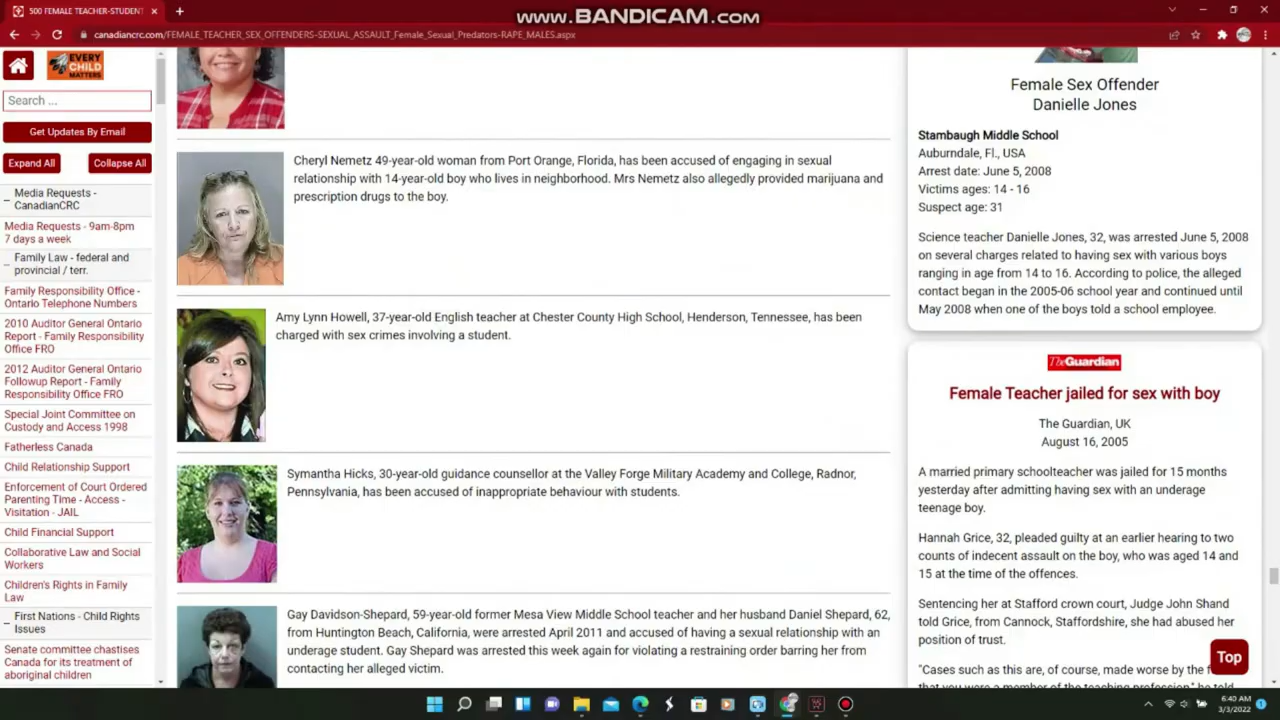 500 FEMALE TEACHER-STUDENT
www.BANDICAM.com
canadiancrc.com/FEMALE_TEACHER_SEX_OFFENDERS-SEXUAL_ASSAULT_Female_Sexual_Predators-RAPE_MALES.aspx
EVERY
CHILD
MATTERS
Search ...
Get Updates By Email
Expand All
Collapse All
Media Requests -
CanadianCRC
Media Requests - 9am-8pm
7 days a week
Family Law - federal and
provincial / terr.
Family Responsibility Office -
Ontario Telephone Numbers
2010 Auditor General Ontario
Report - Family Responsibility
Office FRO
2012 Auditor General Ontario
Followup Report - Family
Responsibility Office FRO
Special Joint Committee on
Custody and Access 1998
Fatherless Canada
Child Relationship Support
Enforcement of Court Ordered
Parenting Time - Access -
Visitation - JAIL
Child Financial Support
Collaborative Law and Social
Workers
Children's Rights in Family
Law
First Nations - Child Rights
Issues
Senate committee chastises
Canada for its treatment of
aboriginal children
Cheryl Nemetz 49-year-old woman from Port Orange, Florida, has been accused of engaging in sexual
relationship with 14-year-old boy who lives in neighborhood. Mrs Nemetz also allegedly provided marijuana and
prescription drugs to the boy.
Amy Lynn Howell, 37-year-old English teacher at Chester County High School, Henderson, Tennessee, has been
charged with sex crimes involving a student.
Symantha Hicks, 30-year-old guidance counsellor at the Valley Forge Military Academy and College, Radnor,
Pennsylvania, has been accused of inappropriate behaviour with students.
Gay Davidson-Shepard, 59-year-old former Mesa View Middle School teacher and her husband Daniel Shepard, 62,
from Huntington Beach, California, were arrested April 2011 and accused of having a sexual relationship with an
underage student. Gay Shepard was arrested this week again for violating a restraining order barring her from
contacting her alleged victim.
Female Sex Offender
Danielle Jones
Stambaugh Middle School
Auburndale, Fl., USA
Arrest date: June 5, 2008
Victims ages: 14 - 16
Suspect age: 31
Science teacher Danielle Jones, 32, was arrested June 5, 2008
on several charges related to having sex with various boys
ranging in age from 14 to 16. According to police, the alleged
contact began in the 2005-06 school year and continued until
May 2008 when one of the boys told a school employee.
TheGuardian
Female Teacher jailed for sex with boy
The Guardian, UK
August 16, 2005
A married primary schoolteacher was jailed for 15 months
yesterday after admitting having sex with an underage
teenage boy.
Hannah Grice, 32, pleaded guilty at an earlier hearing to two
counts of indecent assault on the boy, who was aged 14 and
15 at the time of the offences.
Sentencing her at Stafford crown court, Judge John Shand
told Grice, from Cannock, Staffordshire, she had abused her
position of trust.
"Cases such as this are, of course, made worse by the
that you were a member of the teaching profession," he told
Top
6:40 AM
3/3/2022